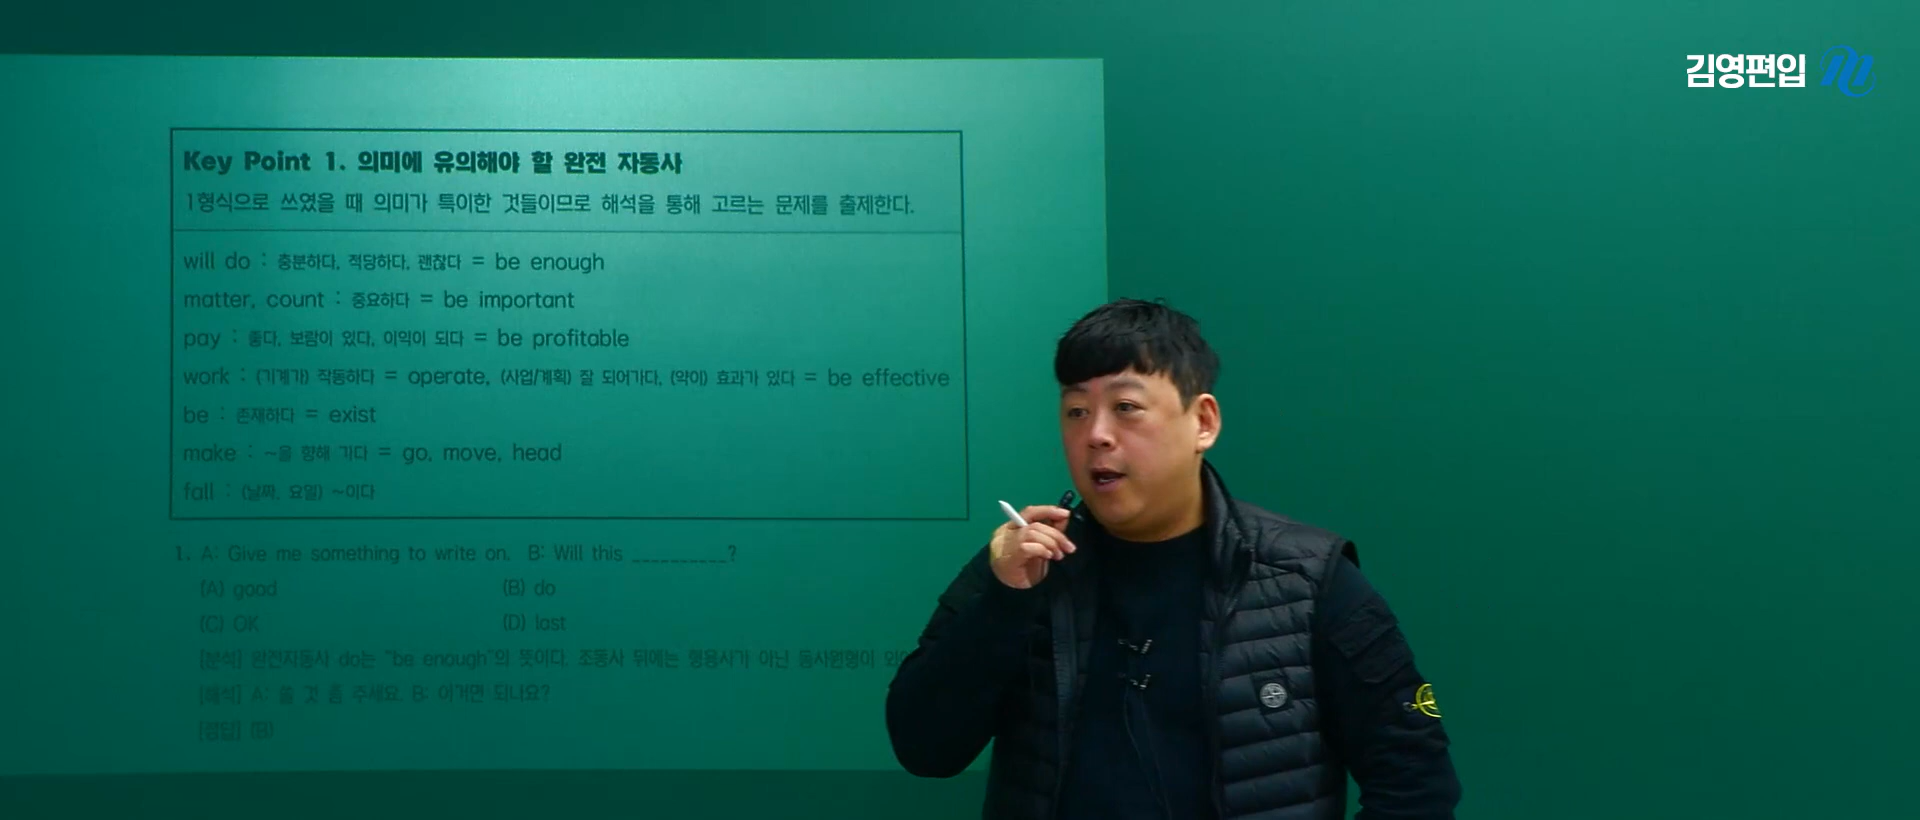 김영편입
Key Point 1. 의미에 유의해야 할 완전 자동사
1형식으로 쓰였을 때 의미가 특이한 것들이므로 해석을 통해 고르는 문제를 출제한다.
will do : 충분하다, 적당하다, 괜찮다 = be enough
matter, count : 중요하다 = be important
pay : 좋다, 보람이 있다, 이익이 되다 = be profitable
work : (기계가) 작동하다 = operate, (사업/계획) 잘 되어가다, (약이) 효과가 있다 = be effective
be : 존재하다 = exist
make : ~을 향해 가다 = go, move, head
fall : (날짜, 요일) ~이다
1. A: Give me something to write on. B: Will this __________?
(A) good (B) do
(C) OK (D) last
[분석] 완전자동사 do는 "be enough"의 뜻이다. 조동사 뒤에는 형용사가 아닌 동사원형이
[해석] A: 쓸 것 좀 주세요. B: 이거면 되나요?
[정답] (B)